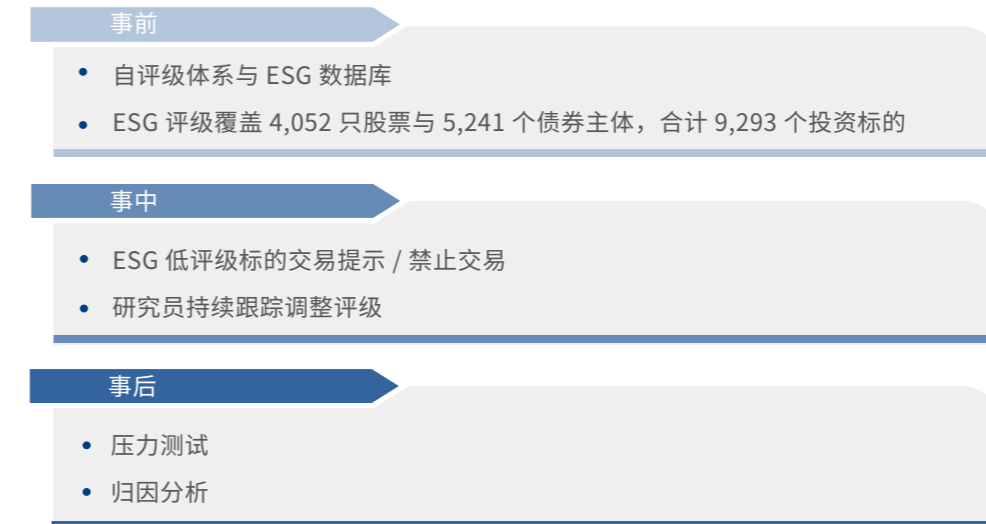 事前
• 自评级体系与 ESG 数据库
• ESG 评级覆盖 4,052 只股票与 5,241 个债券主体，合计 9,293 个投资标的
事中
• ESG 低评级标的交易提示 / 禁止交易
• 研究员持续跟踪调整评级
事后
• 压力测试
• 归因分析